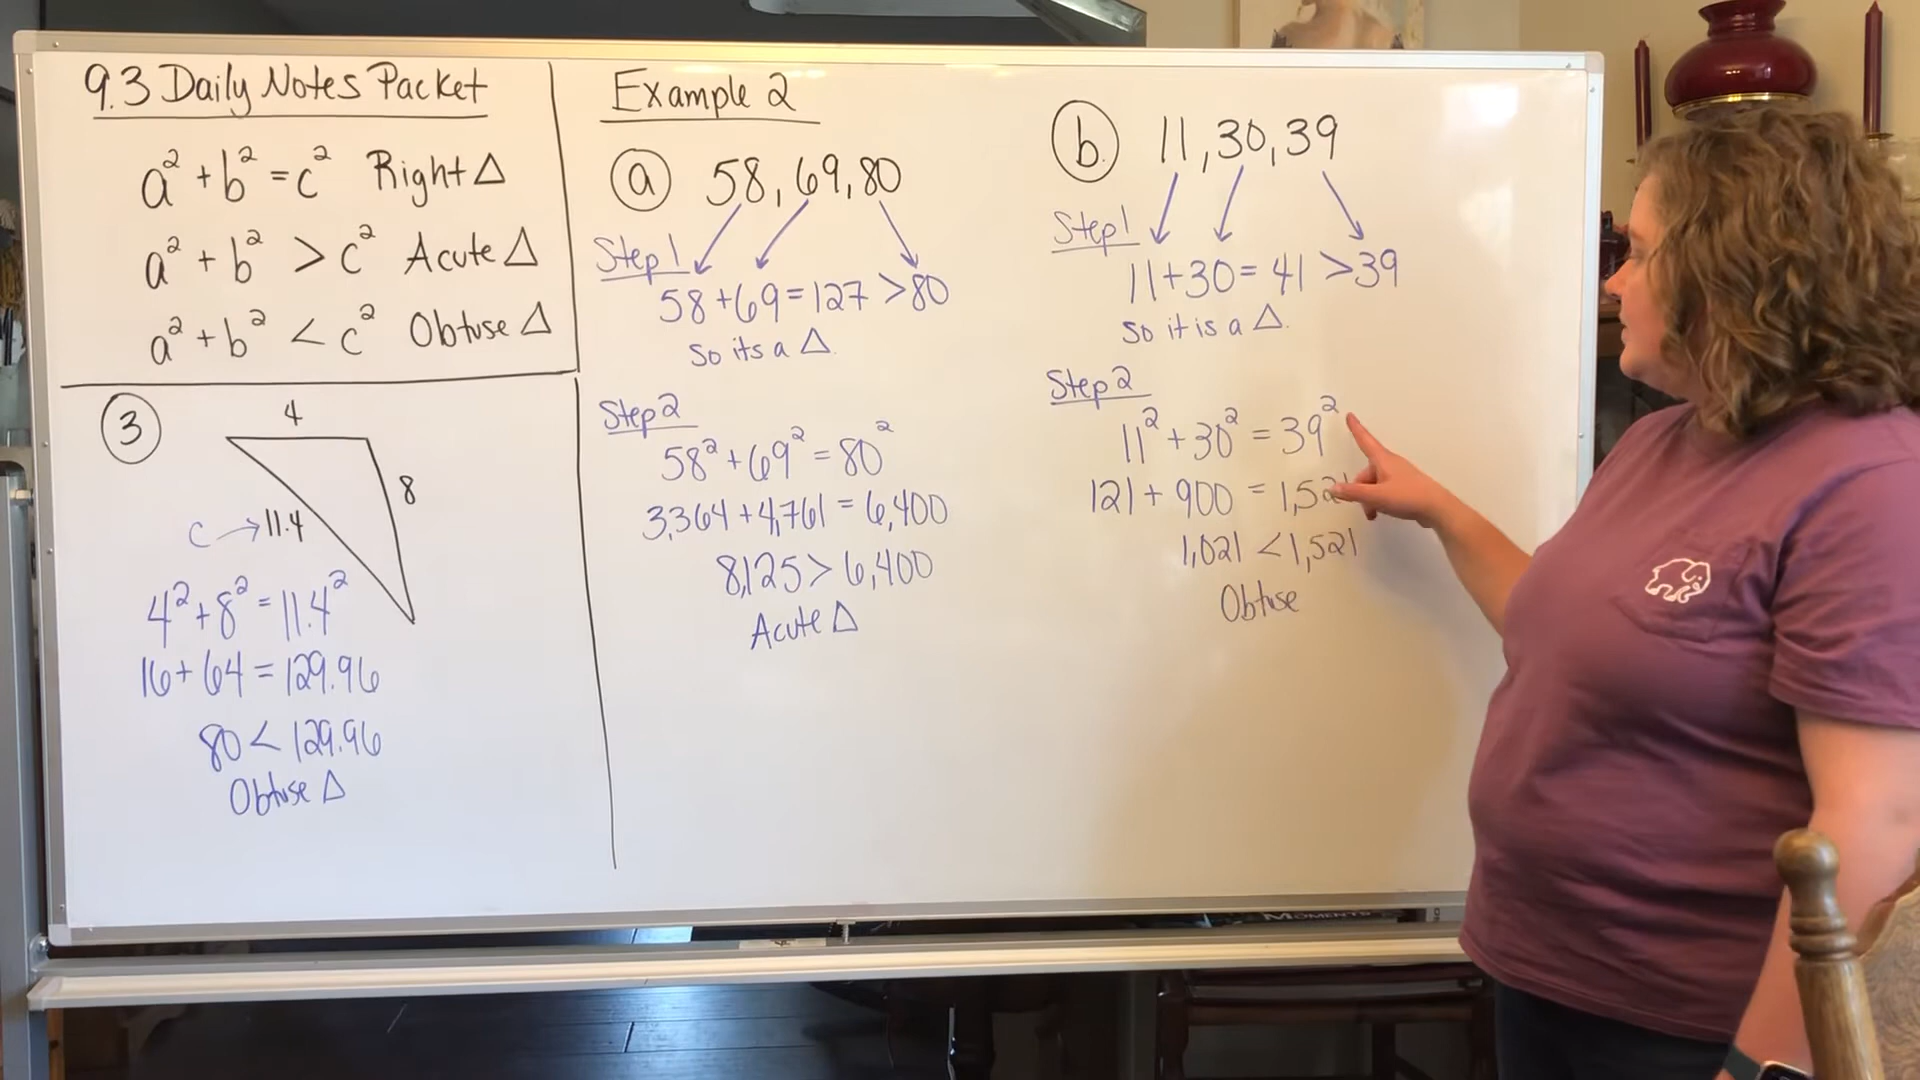 9.3 Daily Notes Packet
a² + b² = c² Right △
a² + b² > c² Acute △
a² + b² < c² Obtuse △
3
4
8
C → 11.4
4² + 8² = 11.4²
16 + 64 = 129.96
80 < 129.96
Obtuse △
Example 2
a 58, 69, 80
Step 1
58 + 69 = 127 > 80
So its a △.
Step 2
58² + 69² = 80²
3,364 + 4,761 = 6,400
8,125 > 6,400
Acute △
b. 11, 30, 39
Step 1
11 + 30 = 41 > 39
So it is a △.
Step 2
11² + 30² = 39²
121 + 900 = 1,521
1,021 < 1,521
Obtuse
MOMENTS